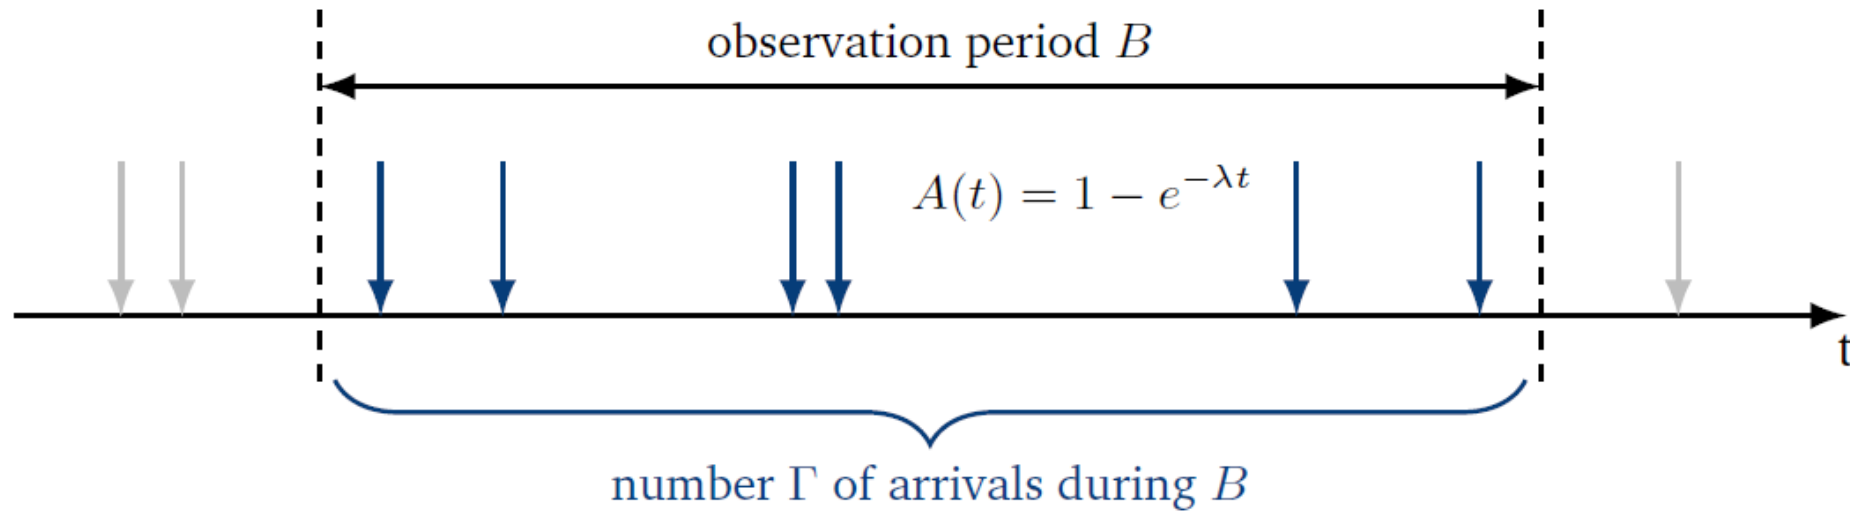 observation period B
A(t) = 1 − e^{−λt}
t
number Γ of arrivals during B